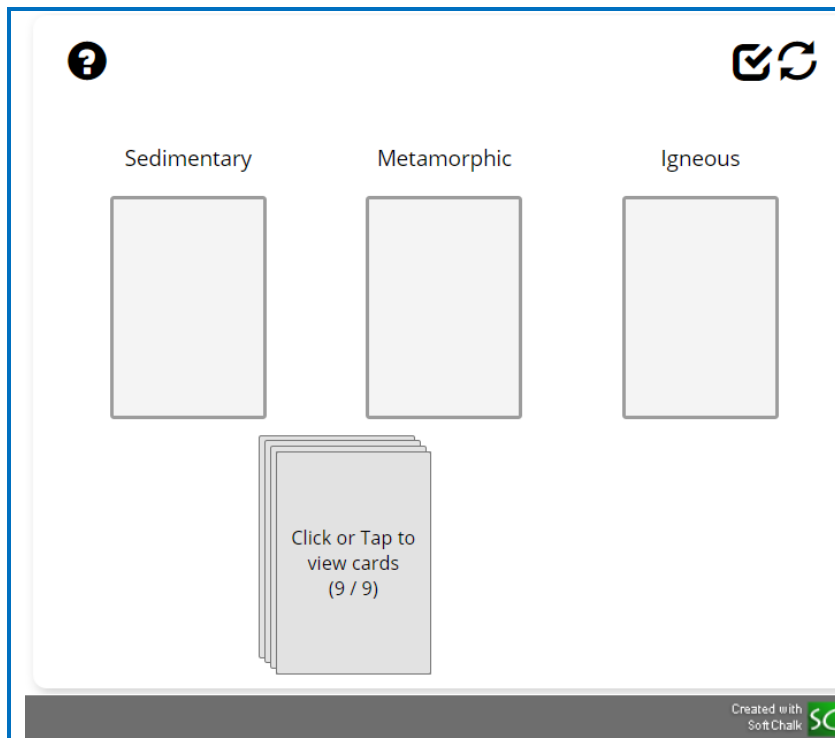 Sedimentary
Metamorphic
Igneous
Click or Tap to
view cards
(9 / 9)
Created with
SoftChalk
SC